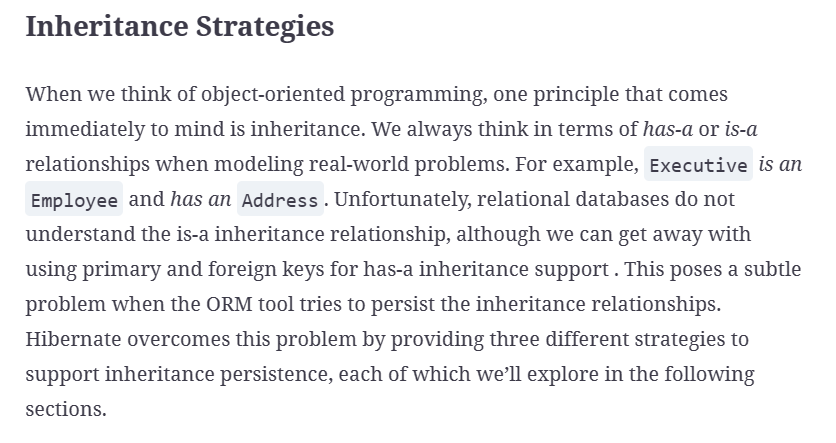 Inheritance Strategies
When we think of object-oriented programming, one principle that comes
immediately to mind is inheritance. We always think in terms of has-a or is-a
relationships when modeling real-world problems. For example, Executive is an
Employee and has an Address. Unfortunately, relational databases do not
understand the is-a inheritance relationship, although we can get away with
using primary and foreign keys for has-a inheritance support . This poses a subtle
problem when the ORM tool tries to persist the inheritance relationships.
Hibernate overcomes this problem by providing three different strategies to
support inheritance persistence, each of which we’ll explore in the following
sections.